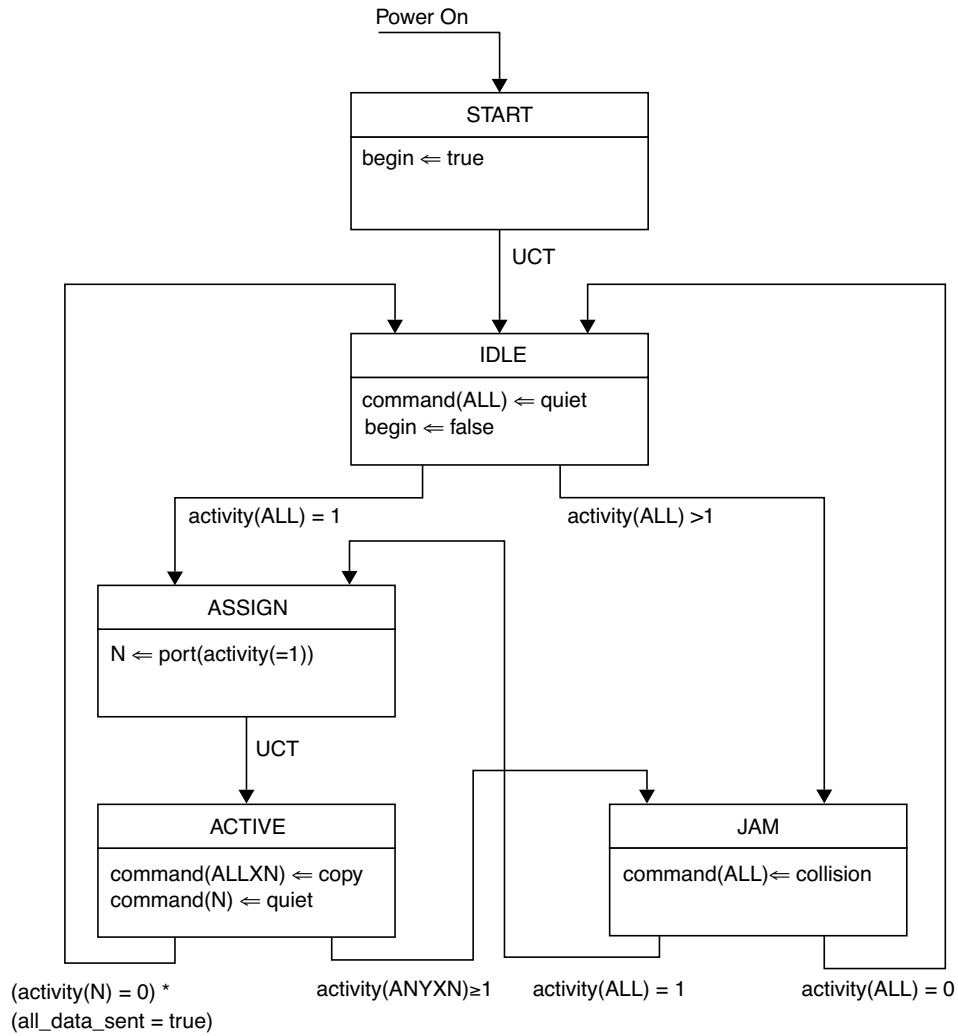 Power On
START
begin ⇐ true
UCT
IDLE
command(ALL) ⇐ quiet
begin ⇐ false
activity(ALL) = 1
activity(ALL) >1
ASSIGN
N ⇐ port(activity(=1))
UCT
ACTIVE
command(ALLXN) ⇐ copy
command(N) ⇐ quiet
JAM
command(ALL)⇐ collision
(activity(N) = 0) *
(all_data_sent = true)
activity(ANYXN)≥1
activity(ALL) = 1
activity(ALL) = 0